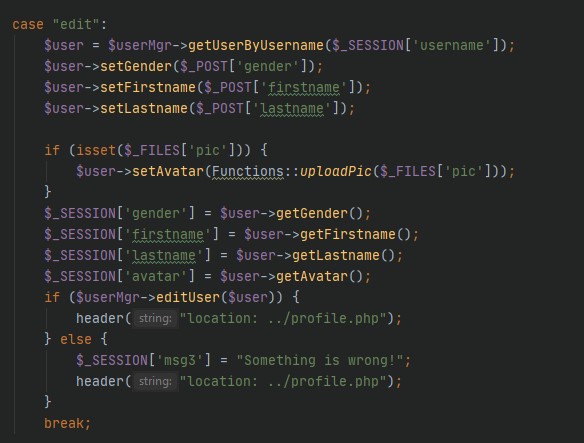 case "edit":
$user = $userMgr->getUserByUsername($_SESSION['username']);
$user->setGender($_POST['gender']);
$user->setFirstname($_POST['firstname']);
$user->setLastname($_POST['lastname']);
if (isset($_FILES['pic'])) {
$user->setAvatar(Functions::uploadPic($_FILES['pic']));
}
$_SESSION['gender'] = $user->getGender();
$_SESSION['firstname'] = $user->getFirstname();
$_SESSION['lastname'] = $user->getLastname();
$_SESSION['avatar'] = $user->getAvatar();
if ($userMgr->editUser($user)) {
header( string: "location: ../profile.php");
} else {
$_SESSION['msg3'] = "Something is wrong!";
header( string: "location: ../profile.php");
}
break;